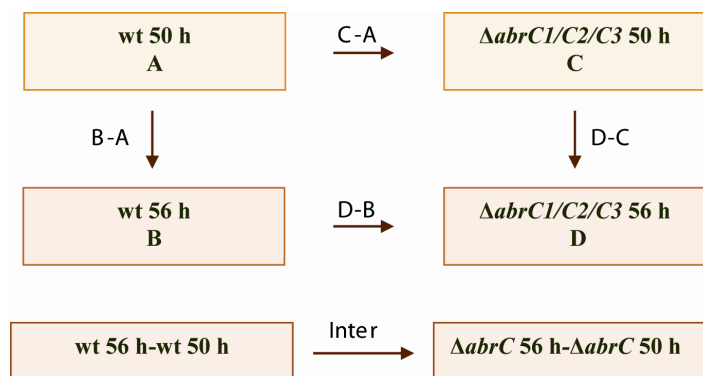 wt 50 h
A
C-A
ΔabrC1/C2/C3 50 h
C
B-A
D-C
wt 56 h
B
D-B
ΔabrC1/C2/C3 56 h
D
wt 56 h-wt 50 h
Inter
ΔabrC 56 h-ΔabrC 50 h